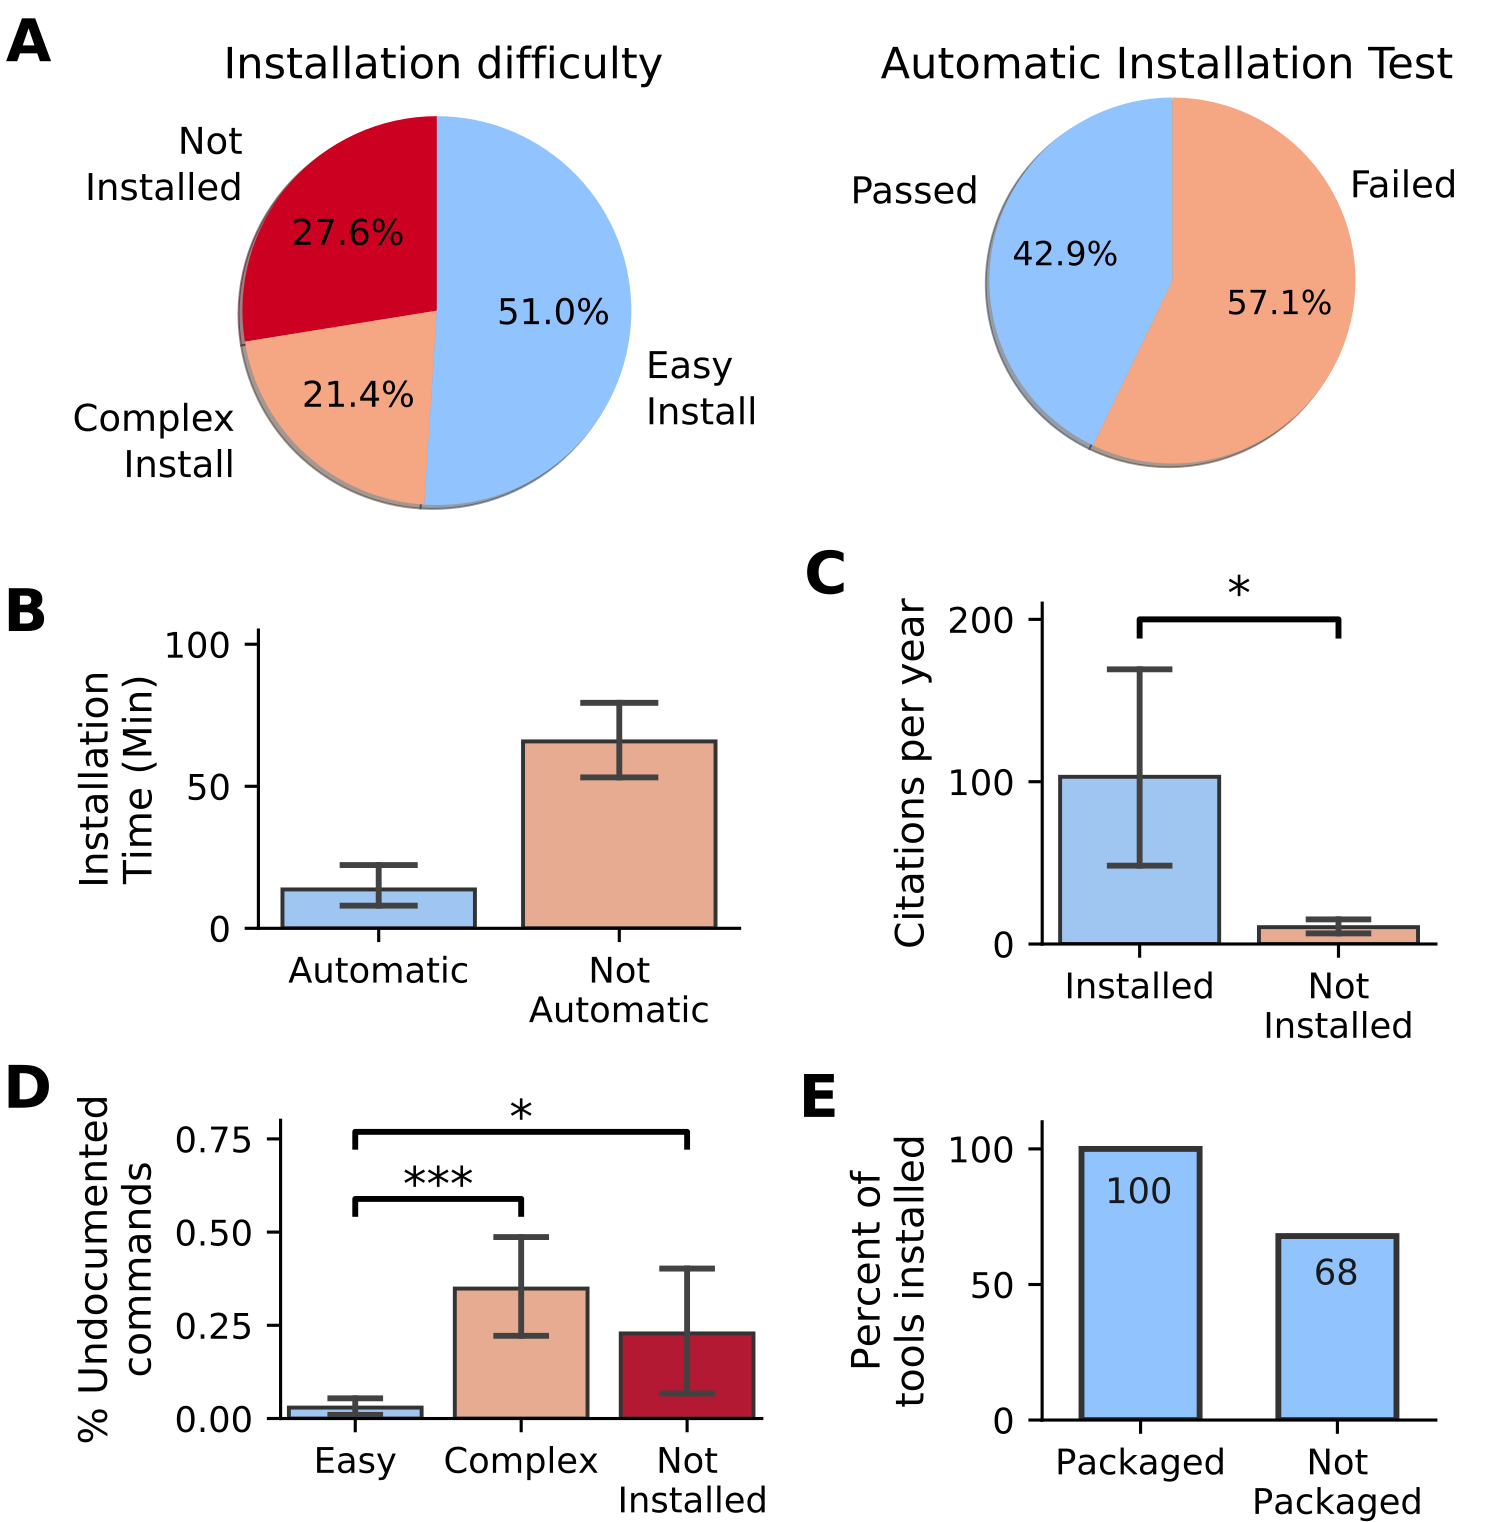 A
Installation difficulty
Not
Installed
27.6%
51.0%
21.4%
Easy
Install
Complex
Install
Automatic Installation Test
Passed
Failed
42.9%
57.1%
B
Installation
Time (Min)
100
50
0
Automatic
Not
Automatic
C
Citations per year
200
100
0
*
Installed
Not
Installed
D
% Undocumented
commands
0.75
0.50
0.25
0.00
*
***
Easy
Complex
Not
Installed
E
Percent of
tools installed
100
50
0
100
68
Packaged
Not
Packaged